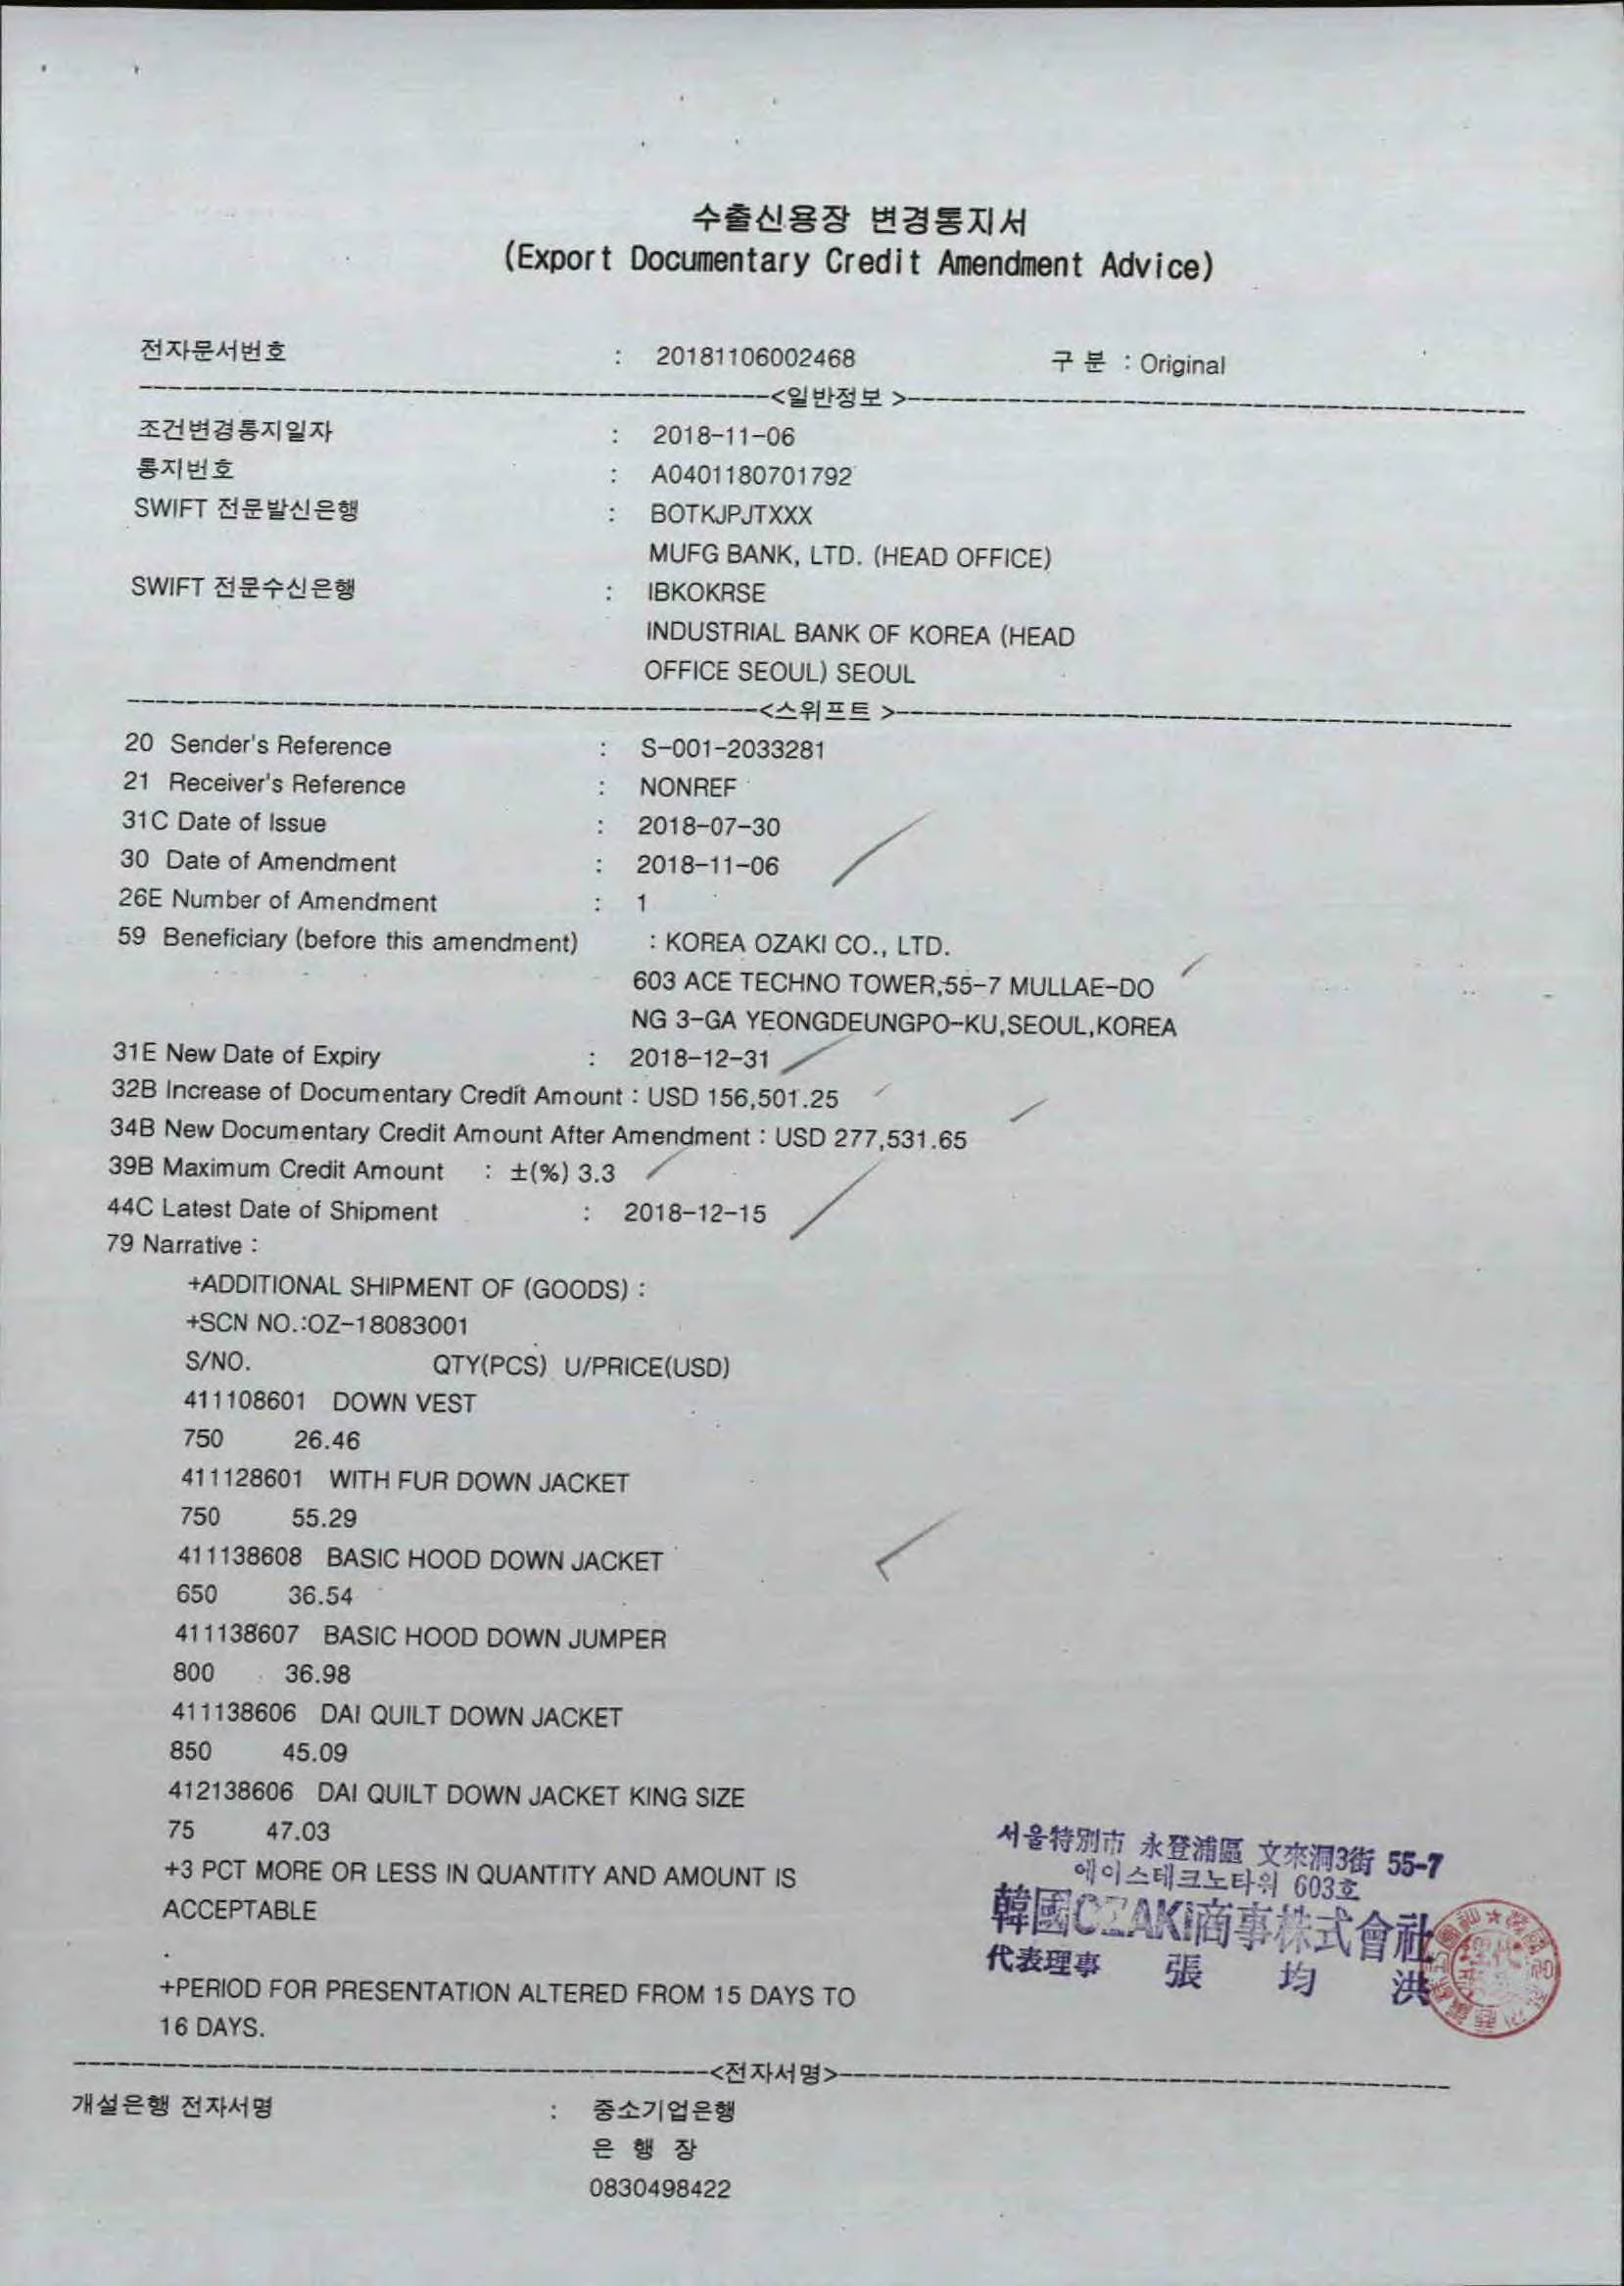 수출신용장 변경통지서
(Export Documentary Credit Amendment Advice)
전자문서번호 : 20181106002468 구 분 : Original
<일반정보 >
조건변경통지일자 : 2018-11-06
통지번호 : A0401180701792
SWIFT 전문발신은행 : BOTKJPJTXXX
MUFG BANK, LTD. (HEAD OFFICE)
SWIFT 전문수신은행 : IBKOKRSE
INDUSTRIAL BANK OF KOREA (HEAD
OFFICE SEOUL) SEOUL
<스위프트 >
20 Sender's Reference : S-001-2033281
21 Receiver's Reference : NONREF
31C Date of Issue : 2018-07-30
30 Date of Amendment : 2018-11-06
26E Number of Amendment : 1
59 Beneficiary (before this amendment) : KOREA OZAKI CO., LTD.
603 ACE TECHNO TOWER,55-7 MULLAE-DO
NG 3-GA YEONGDEUNGPO-KU,SEOUL,KOREA
31E New Date of Expiry : 2018-12-31
32B Increase of Documentary Credit Amount : USD 156,501.25
34B New Documentary Credit Amount After Amendment : USD 277,531.65
39B Maximum Credit Amount : ±(%) 3.3
44C Latest Date of Shipment : 2018-12-15
79 Narrative :
+ADDITIONAL SHIPMENT OF (GOODS) :
+SCN NO.:OZ-18083001
S/NO. QTY(PCS) U/PRICE(USD)
411108601 DOWN VEST
750 26.46
411128601 WITH FUR DOWN JACKET
750 55.29
411138608 BASIC HOOD DOWN JACKET
650 36.54
411138607 BASIC HOOD DOWN JUMPER
800 36.98
411138606 DAI QUILT DOWN JACKET
850 45.09
412138606 DAI QUILT DOWN JACKET KING SIZE
75 47.03
+3 PCT MORE OR LESS IN QUANTITY AND AMOUNT IS
ACCEPTABLE
.
+PERIOD FOR PRESENTATION ALTERED FROM 15 DAYS TO
16 DAYS.
서울特別市 永登浦區 文來洞3街 55-7
에이스테크노타워 603호
韓國OZAKI商事株式會社
代表理事 張 均 洪
<전자서명>
개설은행 전자서명 : 중소기업은행
은 행 장
0830498422